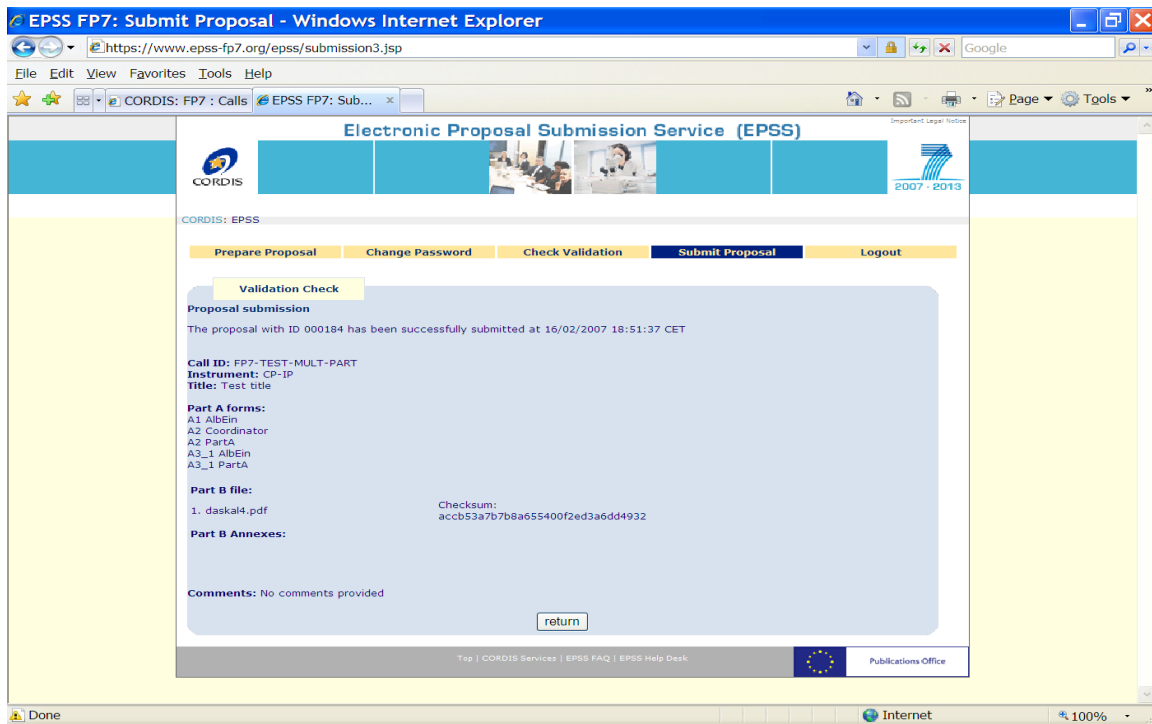 EPSS FP7: Submit Proposal - Windows Internet Explorer
https://www.epss-fp7.org/epss/submission3.jsp
Google
File Edit View Favorites Tools Help
CORDIS: FP7 : Calls
EPSS FP7: Sub...
Page
Tools
Important Legal Notice
Electronic Proposal Submission Service (EPSS)
CORDIS
7
2007 - 2013
CORDIS: EPSS
Prepare Proposal Change Password Check Validation Submit Proposal Logout
Validation Check
Proposal submission
The proposal with ID 000184 has been successfully submitted at 16/02/2007 18:51:37 CET
Call ID: FP7-TEST-MULT-PART
Instrument: CP-IP
Title: Test title
Part A forms:
A1 AlbEin
A2 Coordinator
A2 PartA
A3_1 AlbEin
A3_1 PartA
Part B file:
1. daskal4.pdf
Checksum:
accb53a7b7b8a655400f2ed3a6dd4932
Part B Annexes:
Comments: No comments provided
return
Top | CORDIS Services | EPSS FAQ | EPSS Help Desk
Publications Office
Done
Internet
100%